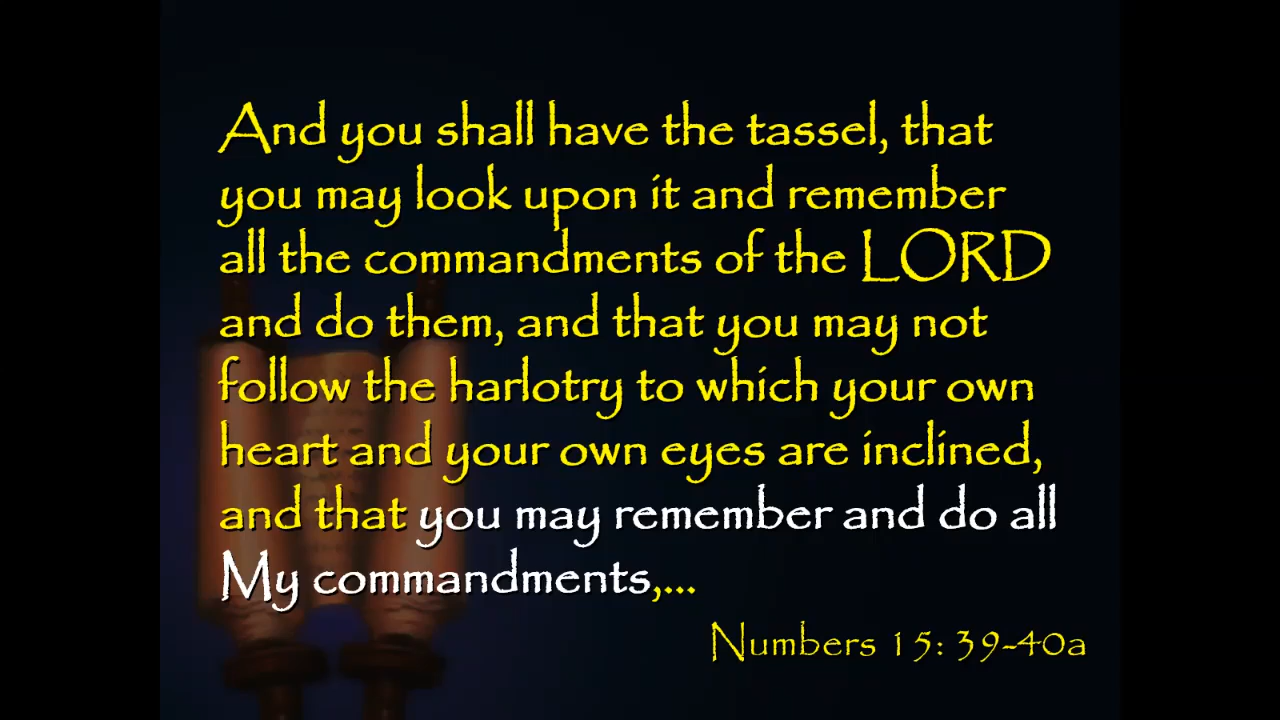 And you shall have the tassel, that
you may look upon it and remember
all the commandments of the LORD
and do them, and that you may not
follow the harlotry to which your own
heart and your own eyes are inclined,
and that you may remember and do all
My commandments,...
Numbers 15: 39-40a